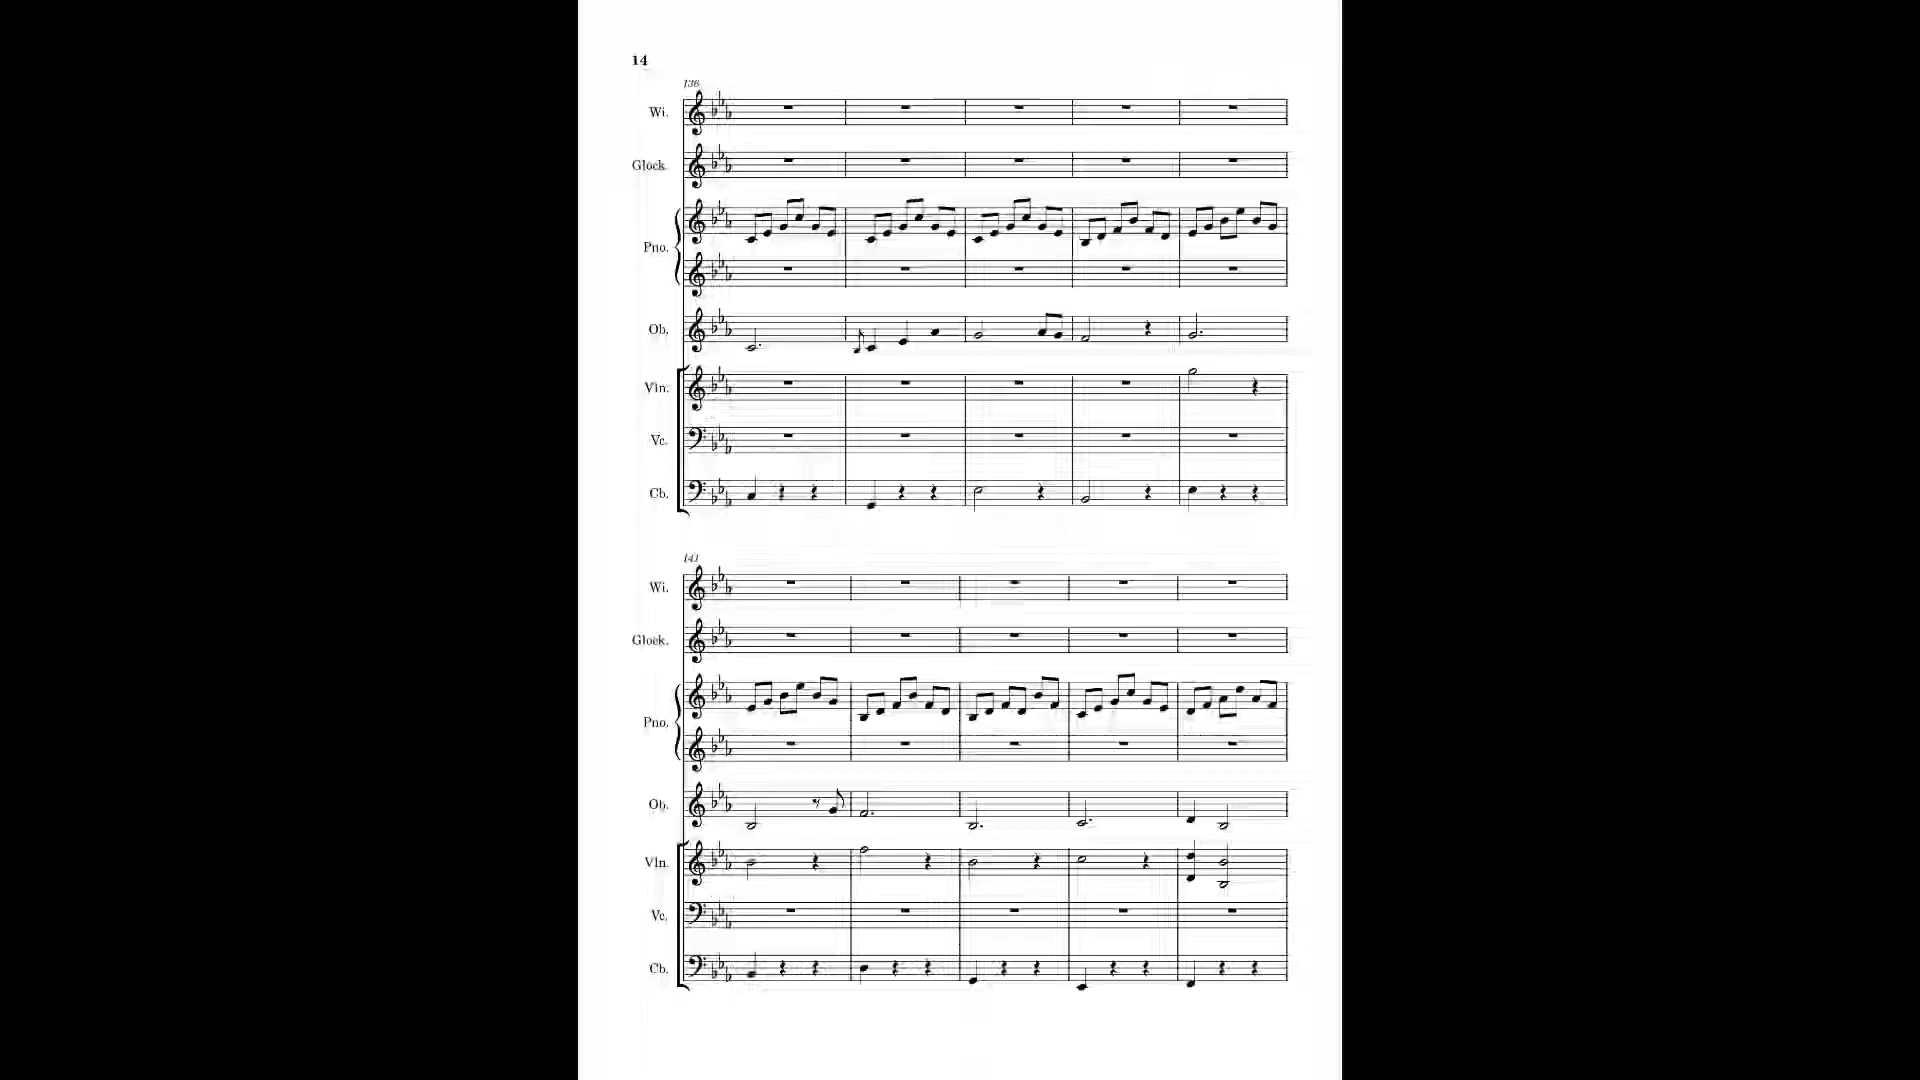 14
136
Wi.
Glock.
Pno.
Ob.
Vln.
Vc.
Cb.
141
Wi.
Glock.
Pno.
Ob.
Vln.
Vc.
Cb.